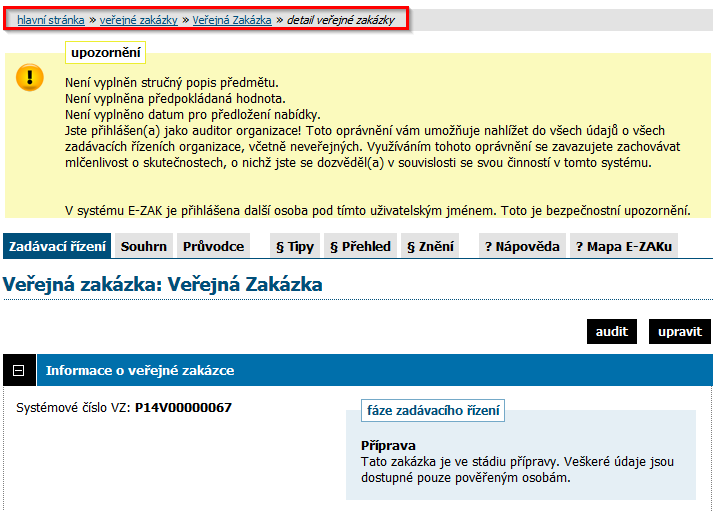 hlavní stránka » veřejné zakázky » Veřejná Zakázka » detail veřejné zakázky
upozornění
Není vyplněn stručný popis předmětu.
Není vyplněna předpokládaná hodnota.
Není vyplněno datum pro předložení nabídky.
Jste přihlášen(a) jako auditor organizace! Toto oprávnění vám umožňuje nahlížet do všech údajů o všech
zadávacích řízeních organizace, včetně neveřejných. Využíváním tohoto oprávnění se zavazujete zachovávat
mlčenlivost o skutečnostech, o nichž jste se dozvěděl(a) v souvislosti se svou činností v tomto systému.
V systému E-ZAK je přihlášena další osoba pod tímto uživatelským jménem. Toto je bezpečnostní upozornění.
Zadávací řízení Souhrn Průvodce § Tipy § Přehled § Znění ? Nápověda ? Mapa E-ZAKu
Veřejná zakázka: Veřejná Zakázka
audit upravit
Informace o veřejné zakázce
Systémové číslo VZ: P14V00000067
fáze zadávacího řízení
Příprava
Tato zakázka je ve stádiu přípravy. Veškeré údaje jsou
dostupné pouze pověřeným osobám.